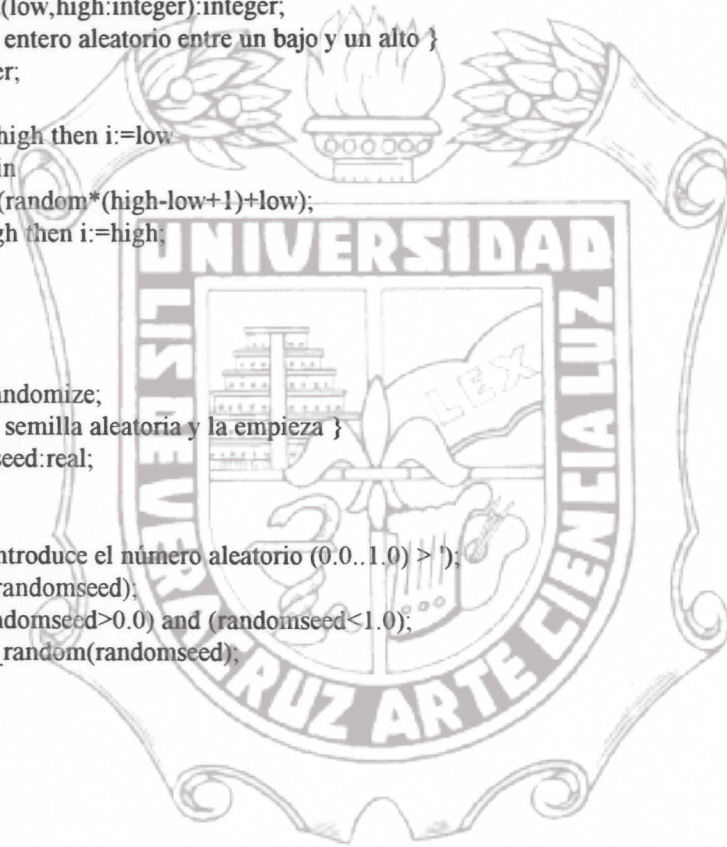 (low,high:integer):integer;
entero aleatorio entre un bajo y un alto }
er;
high then i:=low
in
(random*(high-low+1)+low);
gh then i:=high;
andomize;
semilla aleatoria y la empieza }
seed:real;
ntroduce el número aleatorio (0.0..1.0) > ');
randomseed);
ndomseed>0.0) and (randomseed<1.0);
_random(randomseed);
UNIVERSIDAD
LIS DE VERACRUZ ARTE CIENCIA LUZ
LEX